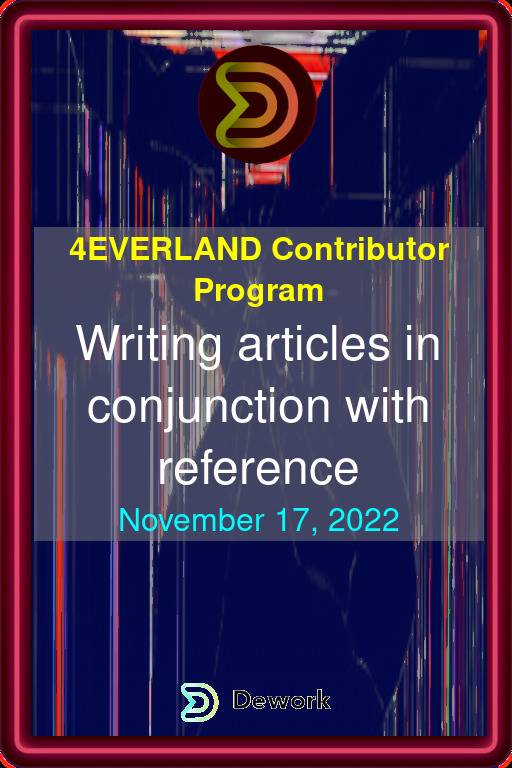 4EVERLAND Contributor
Program
Writing articles in
conjunction with
reference
November 17, 2022
Dework